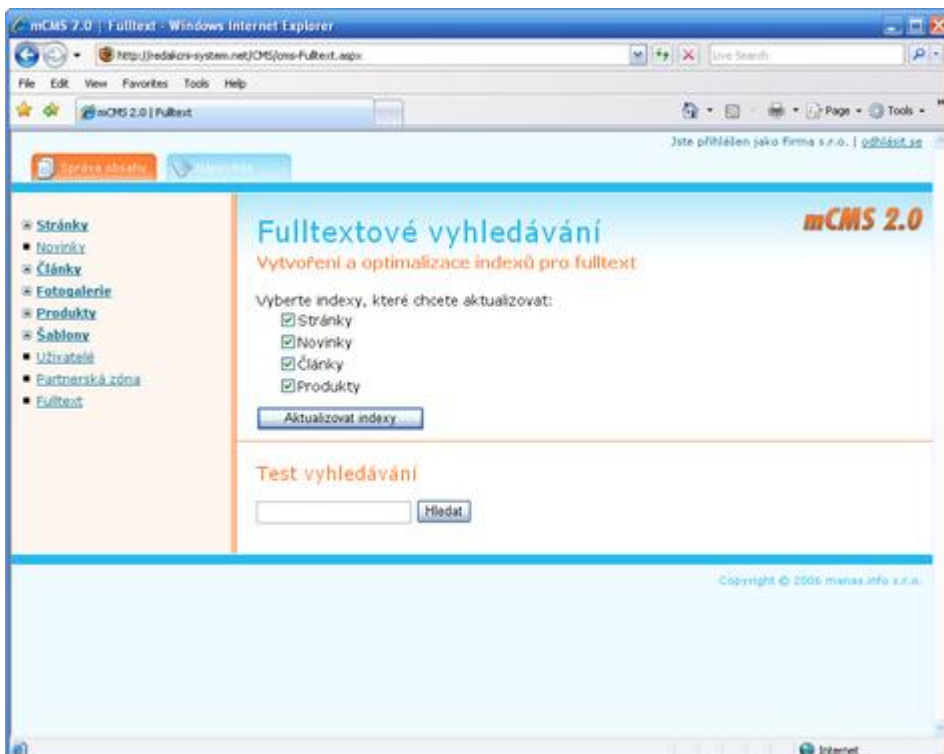 mCMS 2.0 | Fulltext - Windows Internet Explorer
http://redakcni-system.net/CMS/cms-Fulltext.aspx
Live Search
File Edit View Favorites Tools Help
mCMS 2.0 | Fulltext
Page Tools
Jste přihlášen jako Firma s.r.o. | odhlásit se
Správa obsahu
mCMS 2.0
Stránky
Novinky
Články
Fotogalerie
Produkty
Šablony
Uživatelé
Partnerská zóna
Fulltext
Fulltextové vyhledávání
Vytvoření a optimalizace indexů pro fulltext
Vyberte indexy, které chcete aktualizovat:
Stránky
Novinky
Články
Produkty
Aktualizovat indexy
Test vyhledávání
Hledat
Copyright © 2006 manas.info s.r.o.
Internet